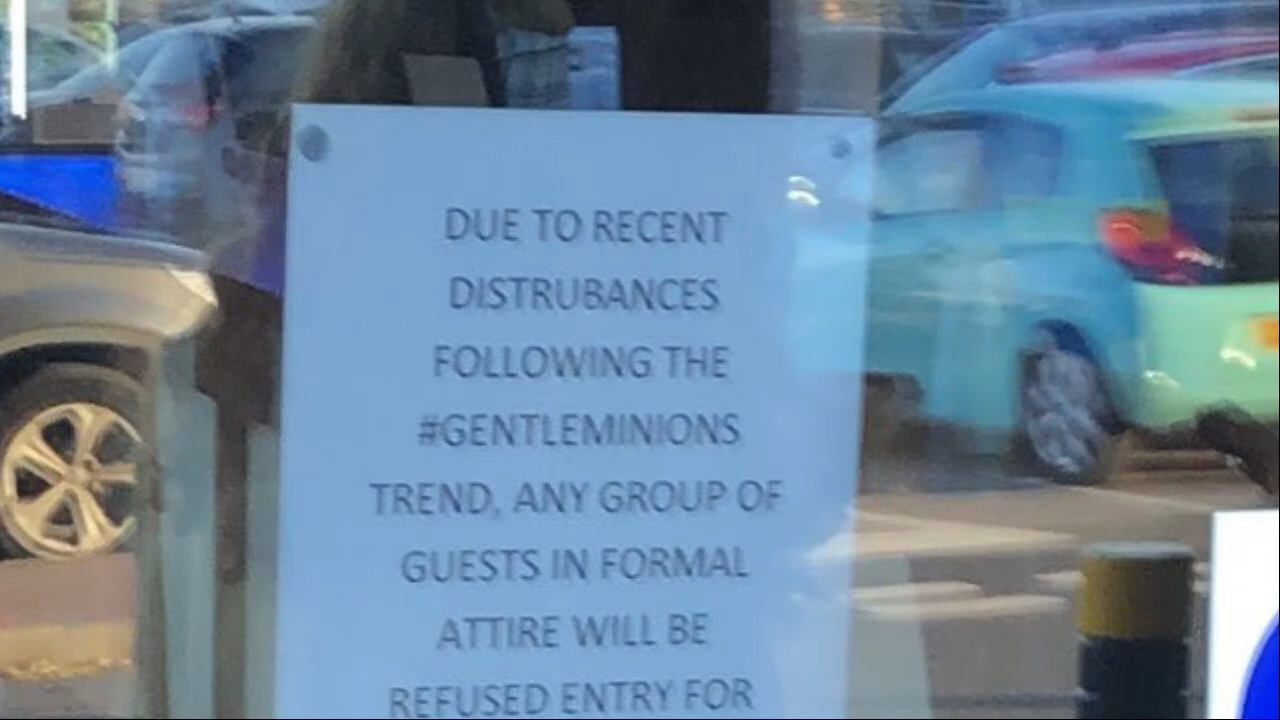 DUE TO RECENT
DISTRUBANCES
FOLLOWING THE
#GENTLEMINIONS
TREND, ANY GROUP OF
GUESTS IN FORMAL
ATTIRE WILL BE
REFUSED ENTRY FOR